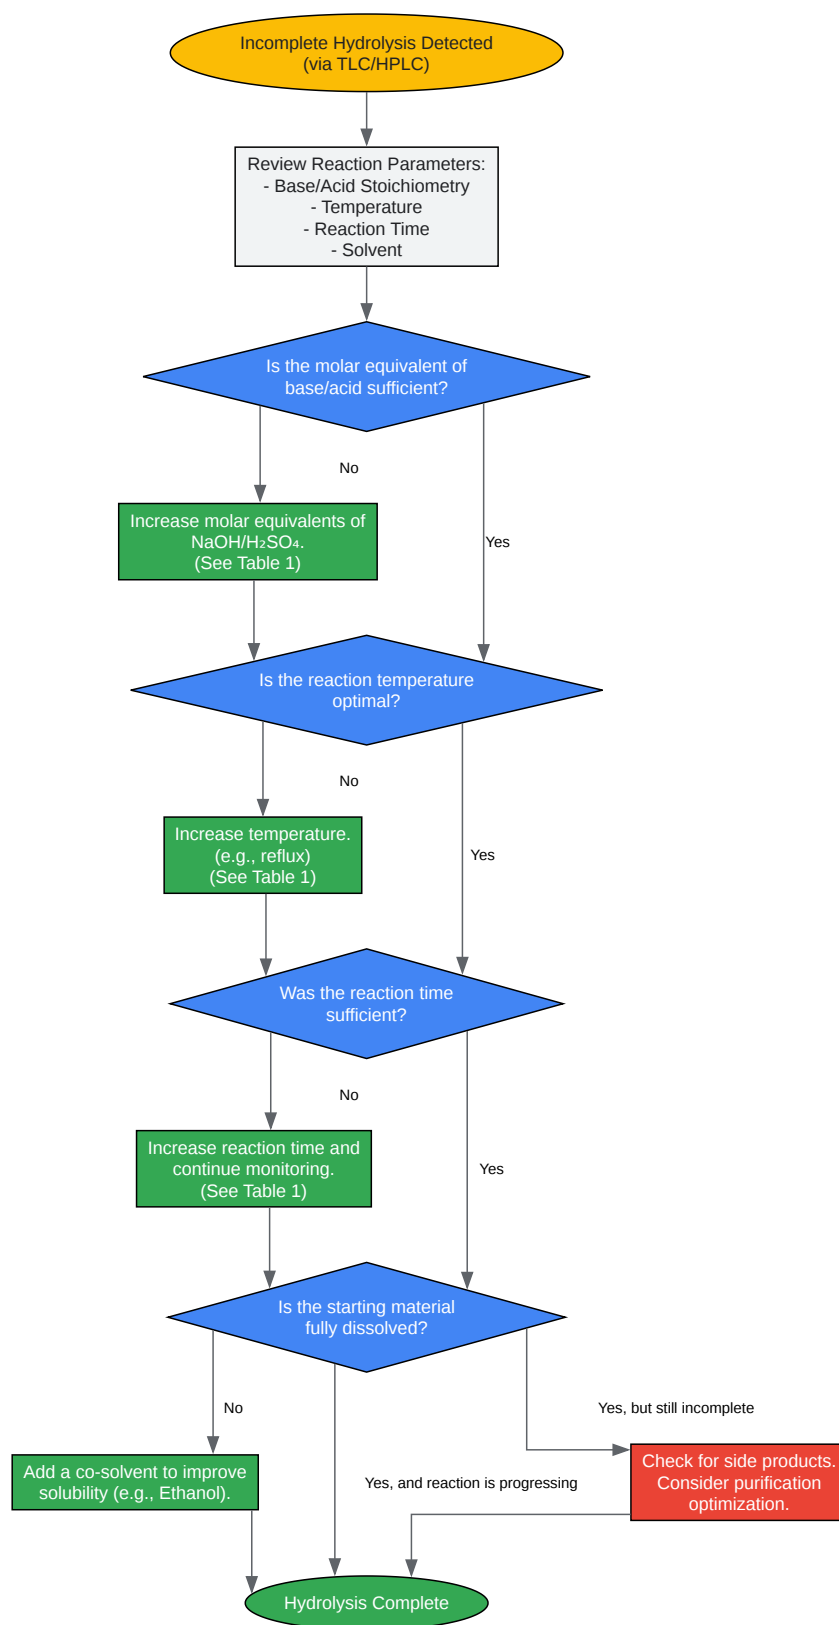 Incomplete Hydrolysis Detected
(via TLC/HPLC)
Review Reaction Parameters:
- Base/Acid Stoichiometry
- Temperature
- Reaction Time
- Solvent
Is the molar equivalent of
base/acid sufficient?
No
Increase molar equivalents of
NaOH/H₂SO₄.
(See Table 1)
Yes
Is the reaction temperature
optimal?
No
Increase temperature.
(e.g., reflux)
(See Table 1)
Yes
Was the reaction time
sufficient?
No
Increase reaction time and
continue monitoring.
(See Table 1)
Yes
Is the starting material
fully dissolved?
No
Yes, but still incomplete
Add a co-solvent to improve
solubility (e.g., Ethanol).
Yes, and reaction is progressing
Check for side products.
Consider purification
optimization.
Hydrolysis Complete